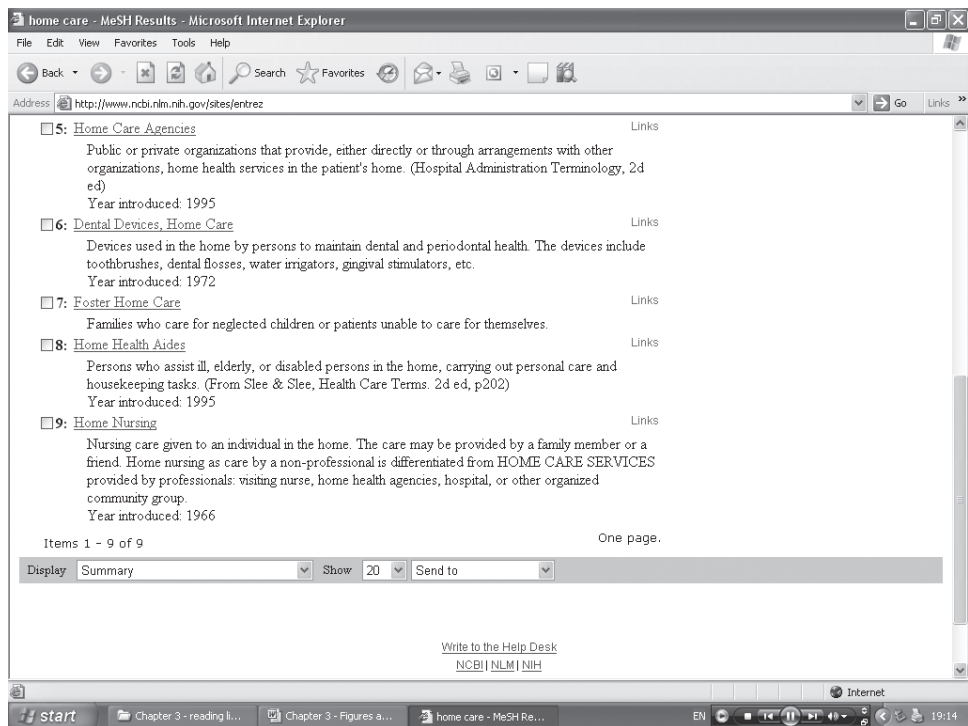 home care - MeSH Results - Microsoft Internet Explorer
File Edit View Favorites Tools Help
Back Search Favorites
Address http://www.ncbi.nlm.nih.gov/sites/entrez Go Links »
5: Home Care Agencies Links
Public or private organizations that provide, either directly or through arrangements with other
organizations, home health services in the patient's home. (Hospital Administration Terminology, 2d
ed)
Year introduced: 1995
6: Dental Devices, Home Care Links
Devices used in the home by persons to maintain dental and periodontal health. The devices include
toothbrushes, dental flosses, water irrigators, gingival stimulators, etc.
Year introduced: 1972
7: Foster Home Care Links
Families who care for neglected children or patients unable to care for themselves.
8: Home Health Aides Links
Persons who assist ill, elderly, or disabled persons in the home, carrying out personal care and
housekeeping tasks. (From Slee & Slee, Health Care Terms. 2d ed, p202)
Year introduced: 1995
9: Home Nursing Links
Nursing care given to an individual in the home. The care may be provided by a family member or a
friend. Home nursing as care by a non-professional is differentiated from HOME CARE SERVICES
provided by professionals: visiting nurse, home health agencies, hospital, or other organized
community group.
Year introduced: 1966
Items 1 - 9 of 9 One page.
Display Summary Show 20 Send to
Write to the Help Desk
NCBI | NLM | NIH
Internet
start Chapter 3 - reading li... Chapter 3 - Figures a... home care - MeSH Re... EN 19:14